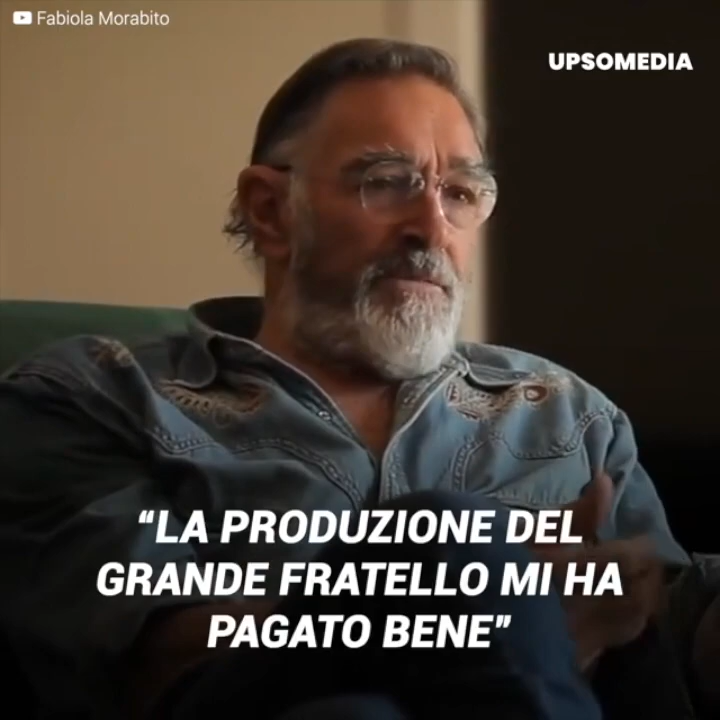 Fabiola Morabito
UPSOMEDIA
“LA PRODUZIONE DEL
GRANDE FRATELLO MI HA
PAGATO BENE”